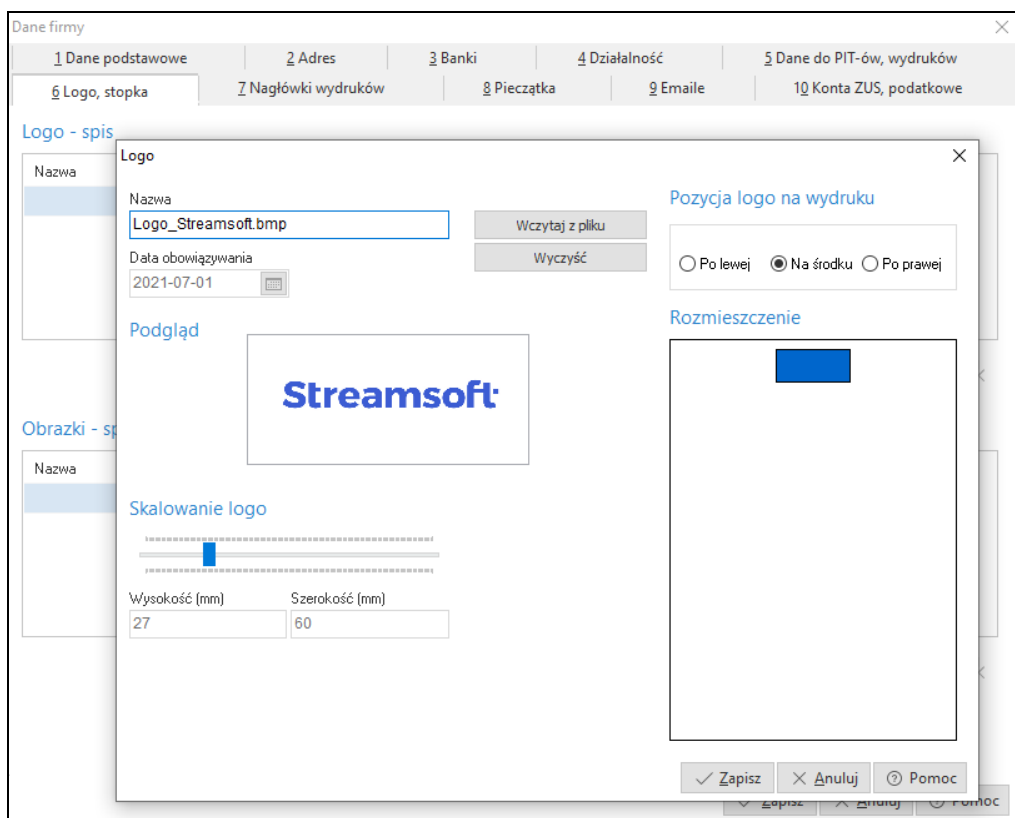 Dane firmy
1 Dane podstawowe 2 Adres 3 Banki 4 Działalność 5 Dane do PIT-ów, wydruków
6 Logo, stopka 7 Nagłówki wydruków 8 Pieczątka 9 Emaile 10 Konta ZUS, podatkowe
Logo - spis
Nazwa
Logo
Nazwa
Logo_Streamsoft.bmp
Wczytaj z pliku
Data obowiązywania
Wyczyść
2021-07-01
Pozycja logo na wydruku
Po lewej Na środku Po prawej
Podgląd
Streamsoft
Rozmieszczenie
Obrazki - sp
Nazwa
Skalowanie logo
Wysokość (mm) Szerokość (mm)
27 60
Zapisz Anuluj Pomoc
Zapisz Anuluj Pomoc